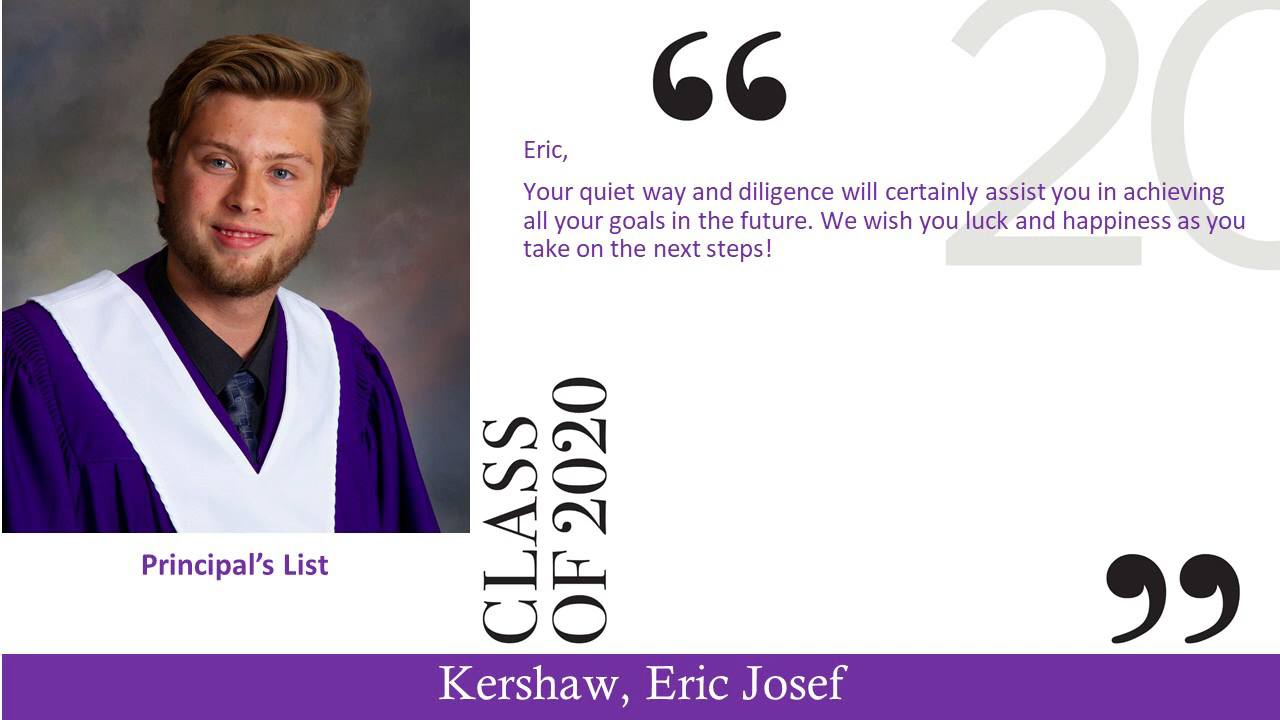 20
“
Eric,
Your quiet way and diligence will certainly assist you in achieving
all your goals in the future. We wish you luck and happiness as you
take on the next steps!
CLASS
OF 2020
Principal’s List
”
Kershaw, Eric Josef